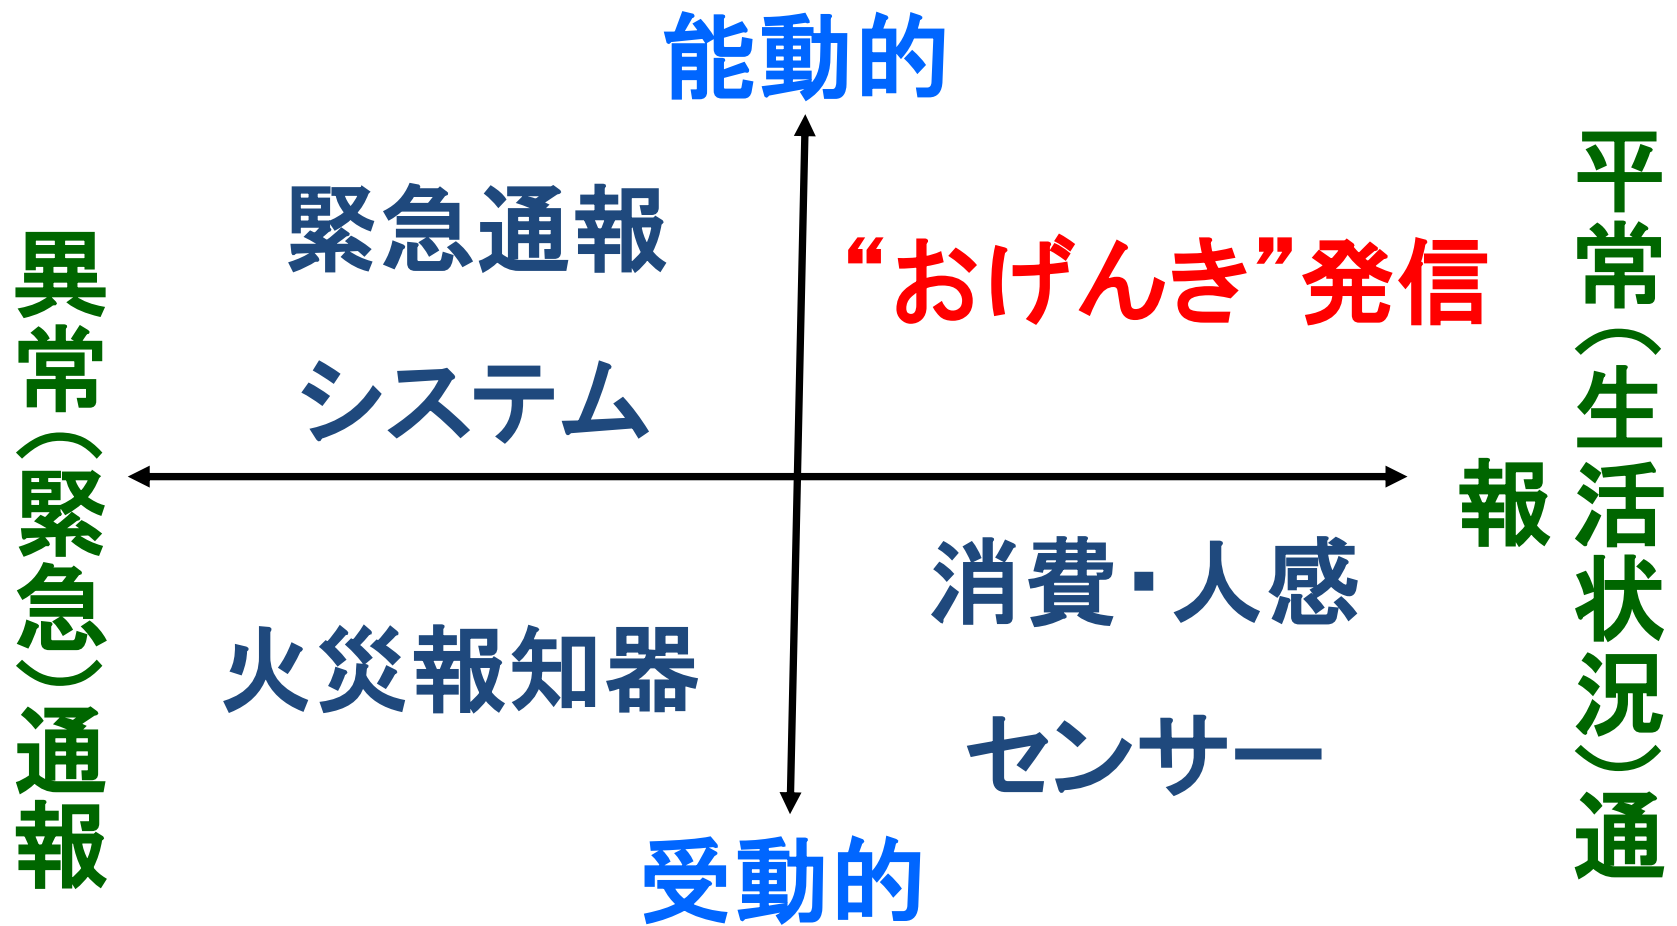 能動的
緊急通報
システム
“おげんき”発信
異常（緊急）通報
平常（生活状況）通
報
火災報知器
消費・人感
センサー
受動的